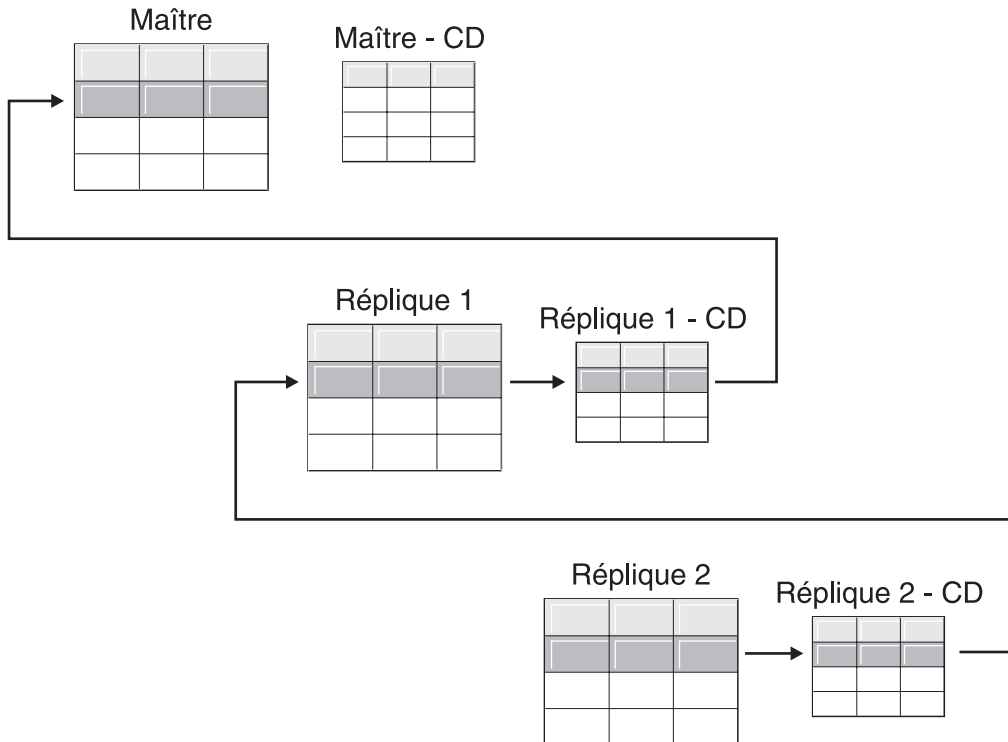 Maître
Maître - CD
Réplique 1
Réplique 1 - CD
Réplique 2
Réplique 2 - CD